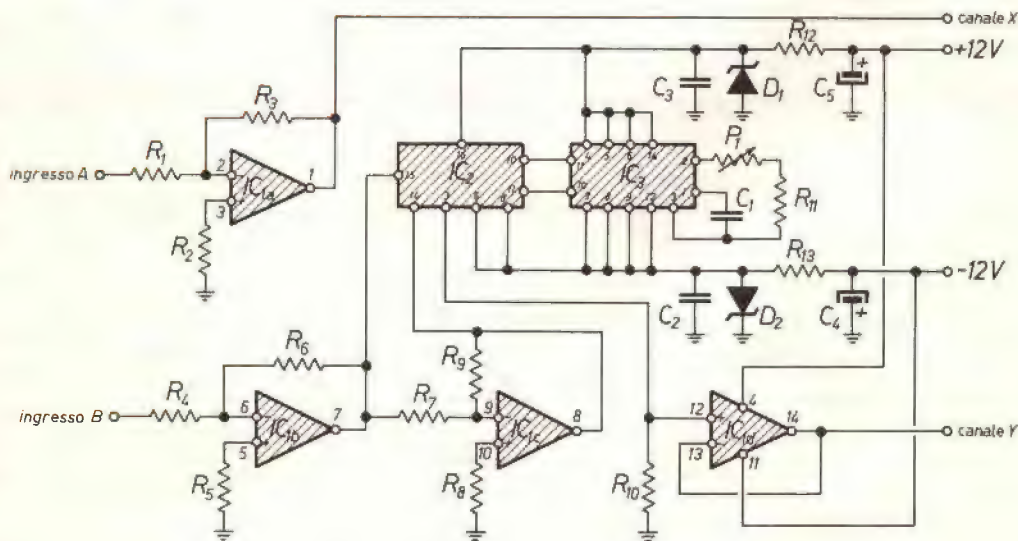 canale X
R12
+12V
R3
C3
D1
C5
R1
ingresso A
2
IC1a
1
3
R2
16
IC2
IC3
15
P1
R11
C1
R13
-12V
C2
D2
C4
R6
R9
R4
ingresso B
6
IC1b
7
5
R5
R7
9
IC1c
8
10
R8
R10
12
4
14
13
11
canale Y